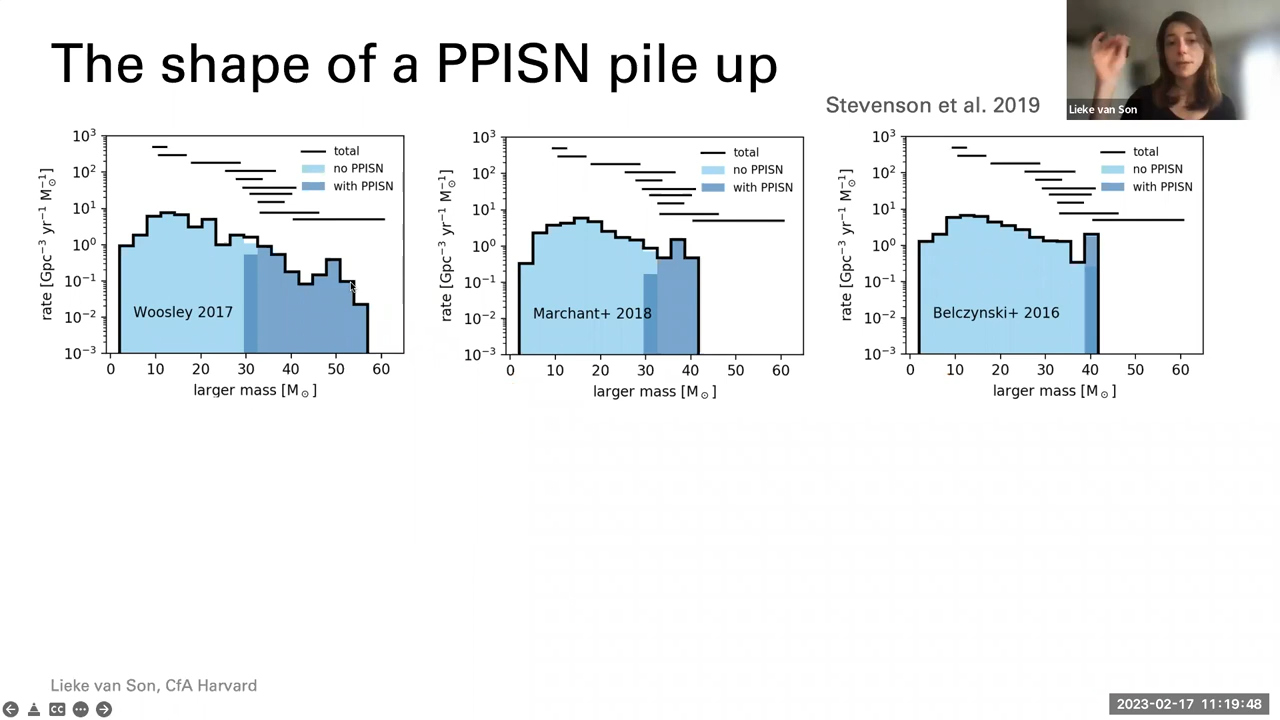 The shape of a PPISN pile up
Stevenson et al. 2019
Lieke van Son
10³
10²
10¹
10⁰
10⁻¹
10⁻²
10⁻³
rate [Gpc⁻³ yr⁻¹ M☉⁻¹]
total
no PPISN
with PPISN
Woosley 2017
0 10 20 30 40 50 60
larger mass [M☉]
10³
10²
10¹
10⁰
10⁻¹
10⁻²
10⁻³
rate [Gpc⁻³ yr⁻¹ M☉⁻¹]
total
no PPISN
with PPISN
Marchant+ 2018
0 10 20 30 40 50 60
larger mass [M☉]
10³
10²
10¹
10⁰
10⁻¹
10⁻²
10⁻³
rate [Gpc⁻³ yr⁻¹ M☉⁻¹]
total
no PPISN
with PPISN
Belczynski+ 2016
0 10 20 30 40 50 60
larger mass [M☉]
Lieke van Son, CfA Harvard
CC
2023-02-17 11:19:48